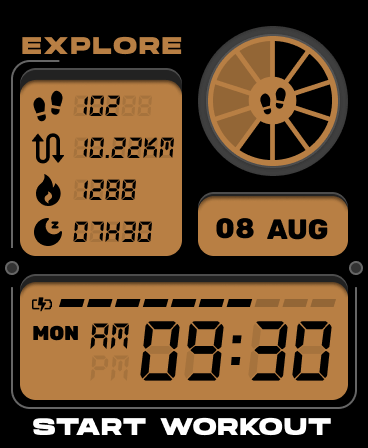 EXPLORE
102
10.22KM
1288
07H30
08 AUG
MON AM 09:30
PM
START WORKOUT